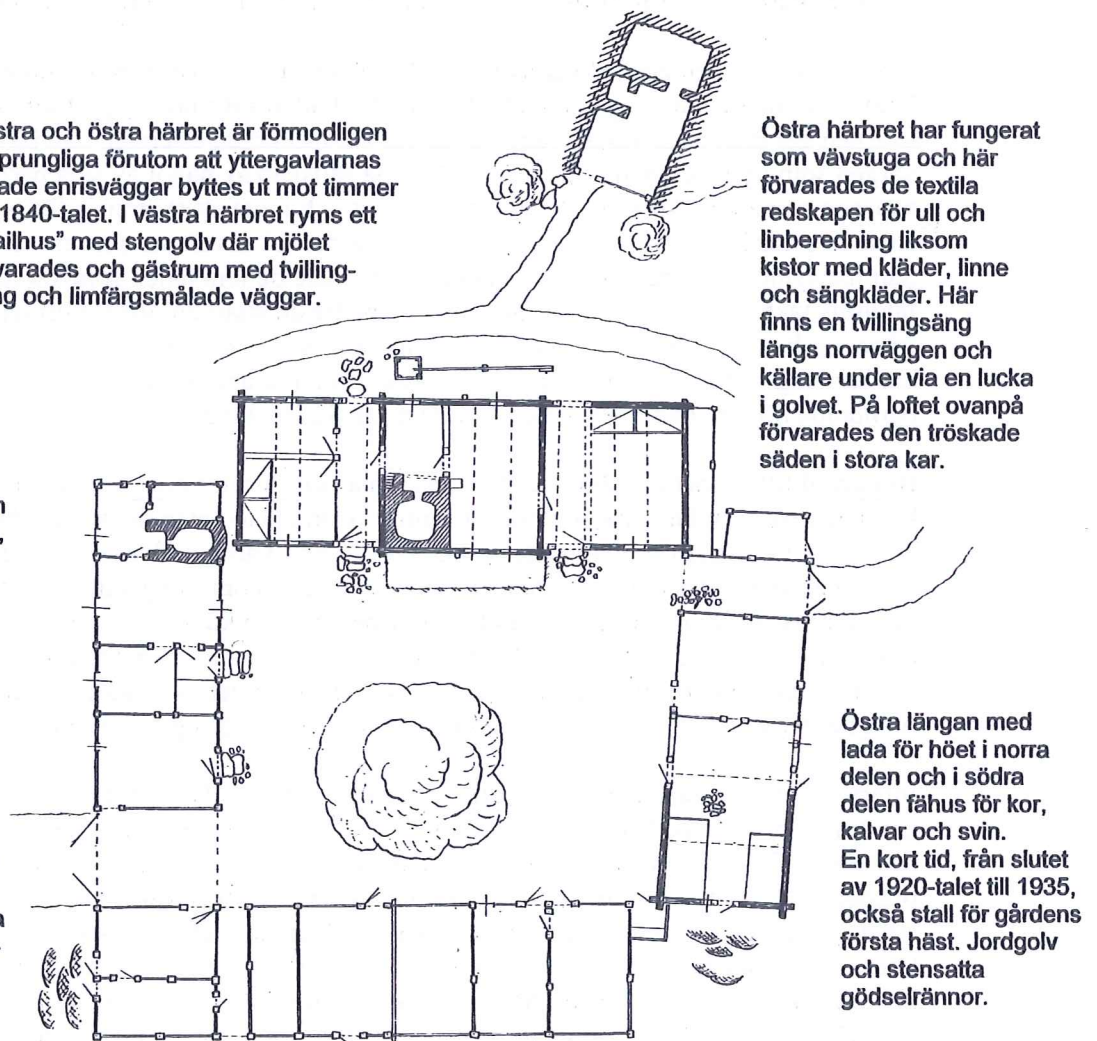 stra och östra härbret är förmodligen
sprungliga förutom att yttergavlarnas
ade enrisväggar byttes ut mot timmer
1840-talet. I västra härbret ryms ett
ailhus” med stengolv där mjölet
varades och gästrum med tvilling-
ng och limfärgsmålade väggar.
Östra härbret har fungerat
som vävstuga och här
förvarades de textila
redskapen för ull och
linberedning liksom
kistor med kläder, linne
och sängkläder. Här
finns en tvillingsäng
längs norrväggen och
källare under via en lucka
i golvet. På loftet ovanpå
förvarades den tröskade
säden i stora kar.
Östra längan med
lada för höet i norra
delen och i södra
delen fähus för kor,
kalvar och svin.
En kort tid, från slutet
av 1920-talet till 1935,
också stall för gårdens
första häst. Jordgolv
och stensatta
gödselrännor.